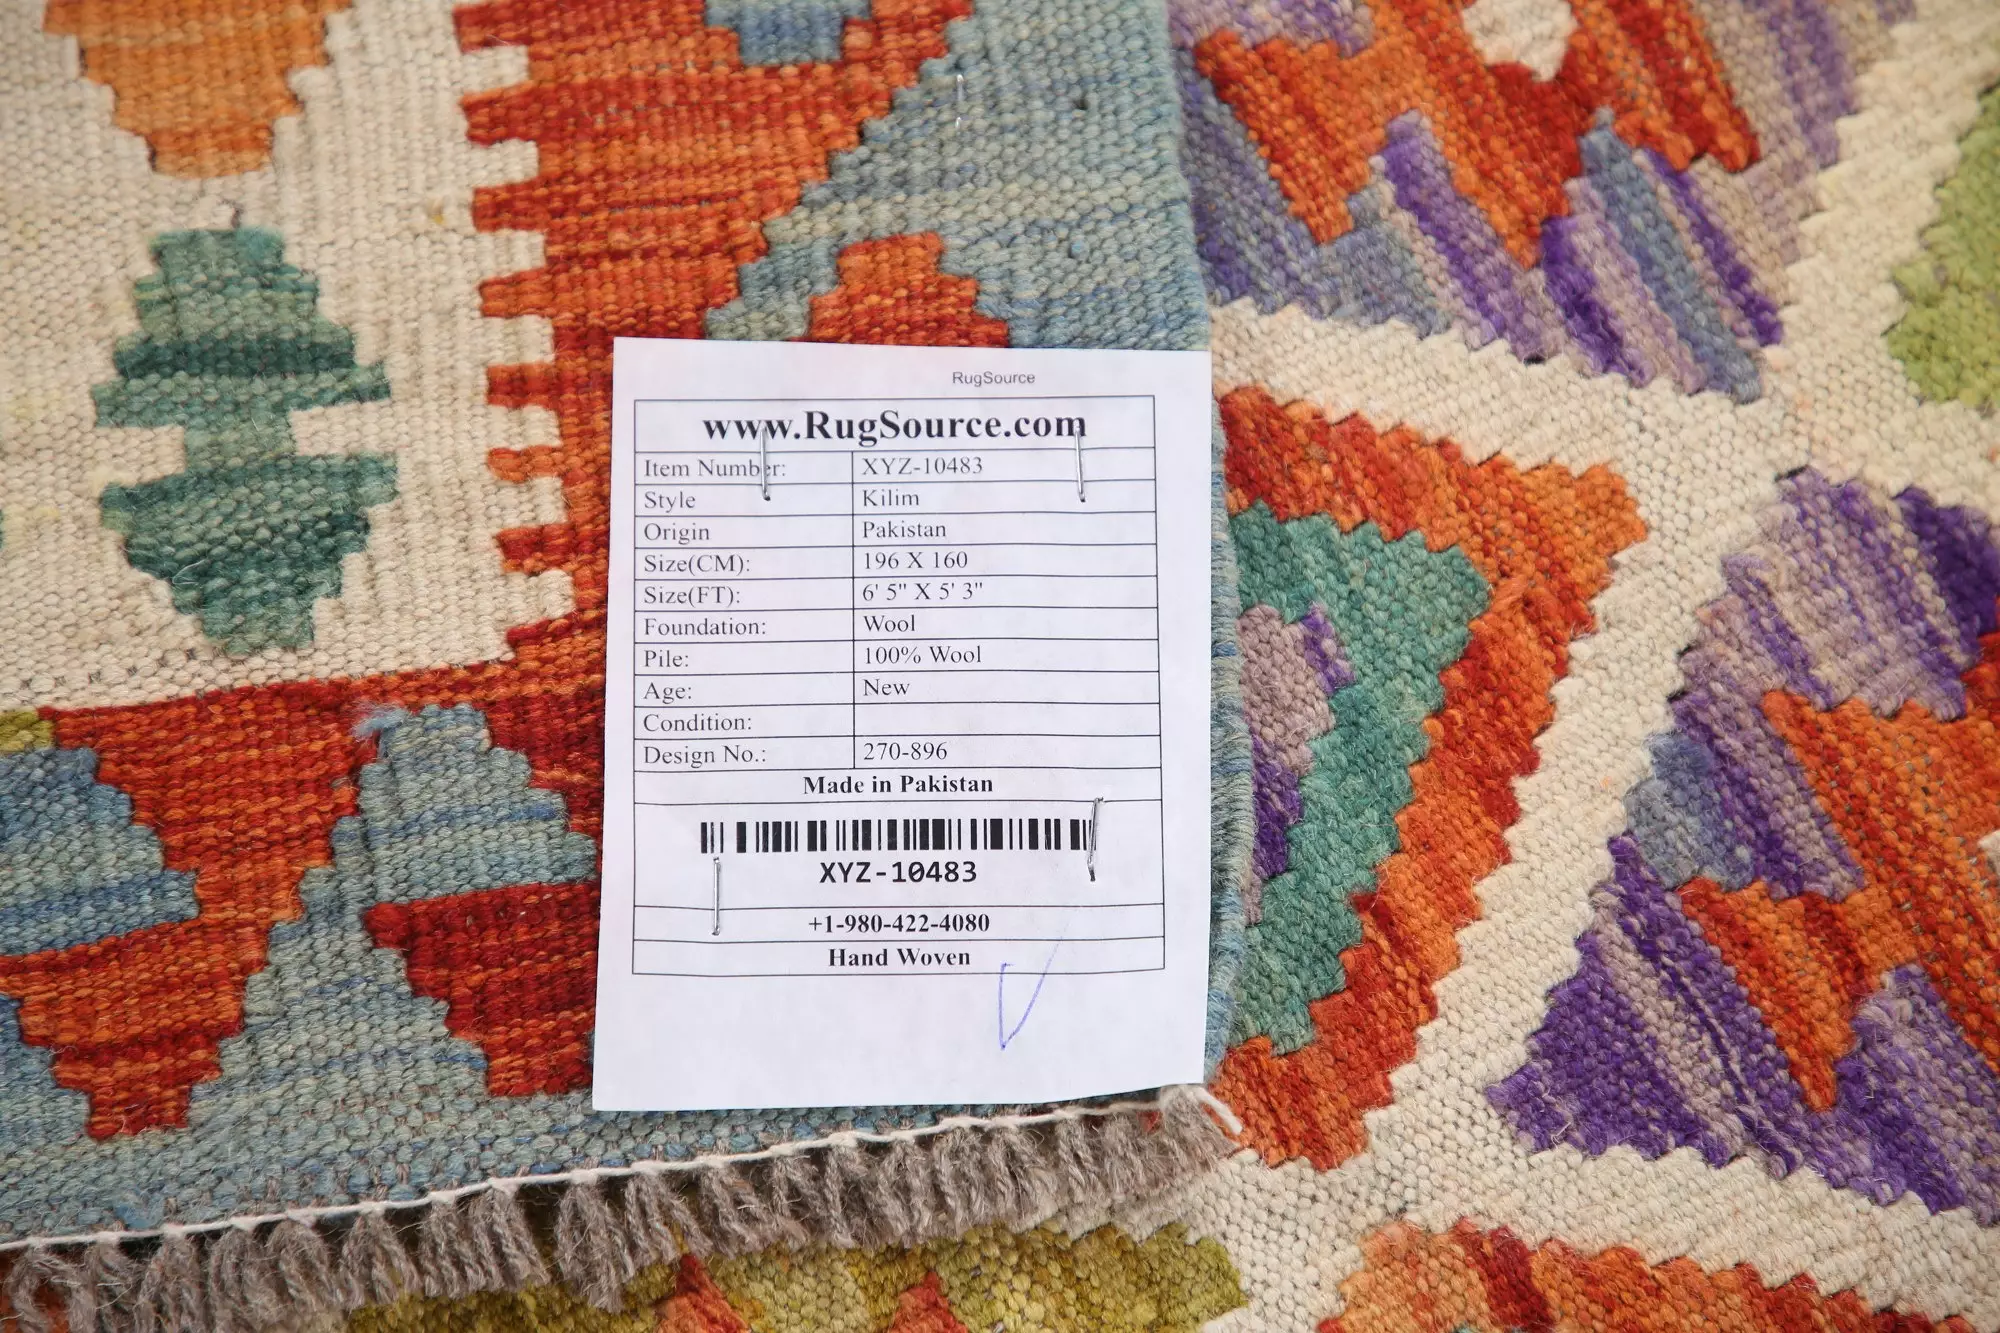 RugSource
www.RugSource.com
Item Number: XYZ-10483
Style Kilim
Origin Pakistan
Size(CM): 196 X 160
Size(FT): 6' 5" X 5' 3"
Foundation: Wool
Pile: 100% Wool
Age: New
Condition:
Design No.: 270-896
Made in Pakistan
XYZ-10483
+1-980-422-4080
Hand Woven